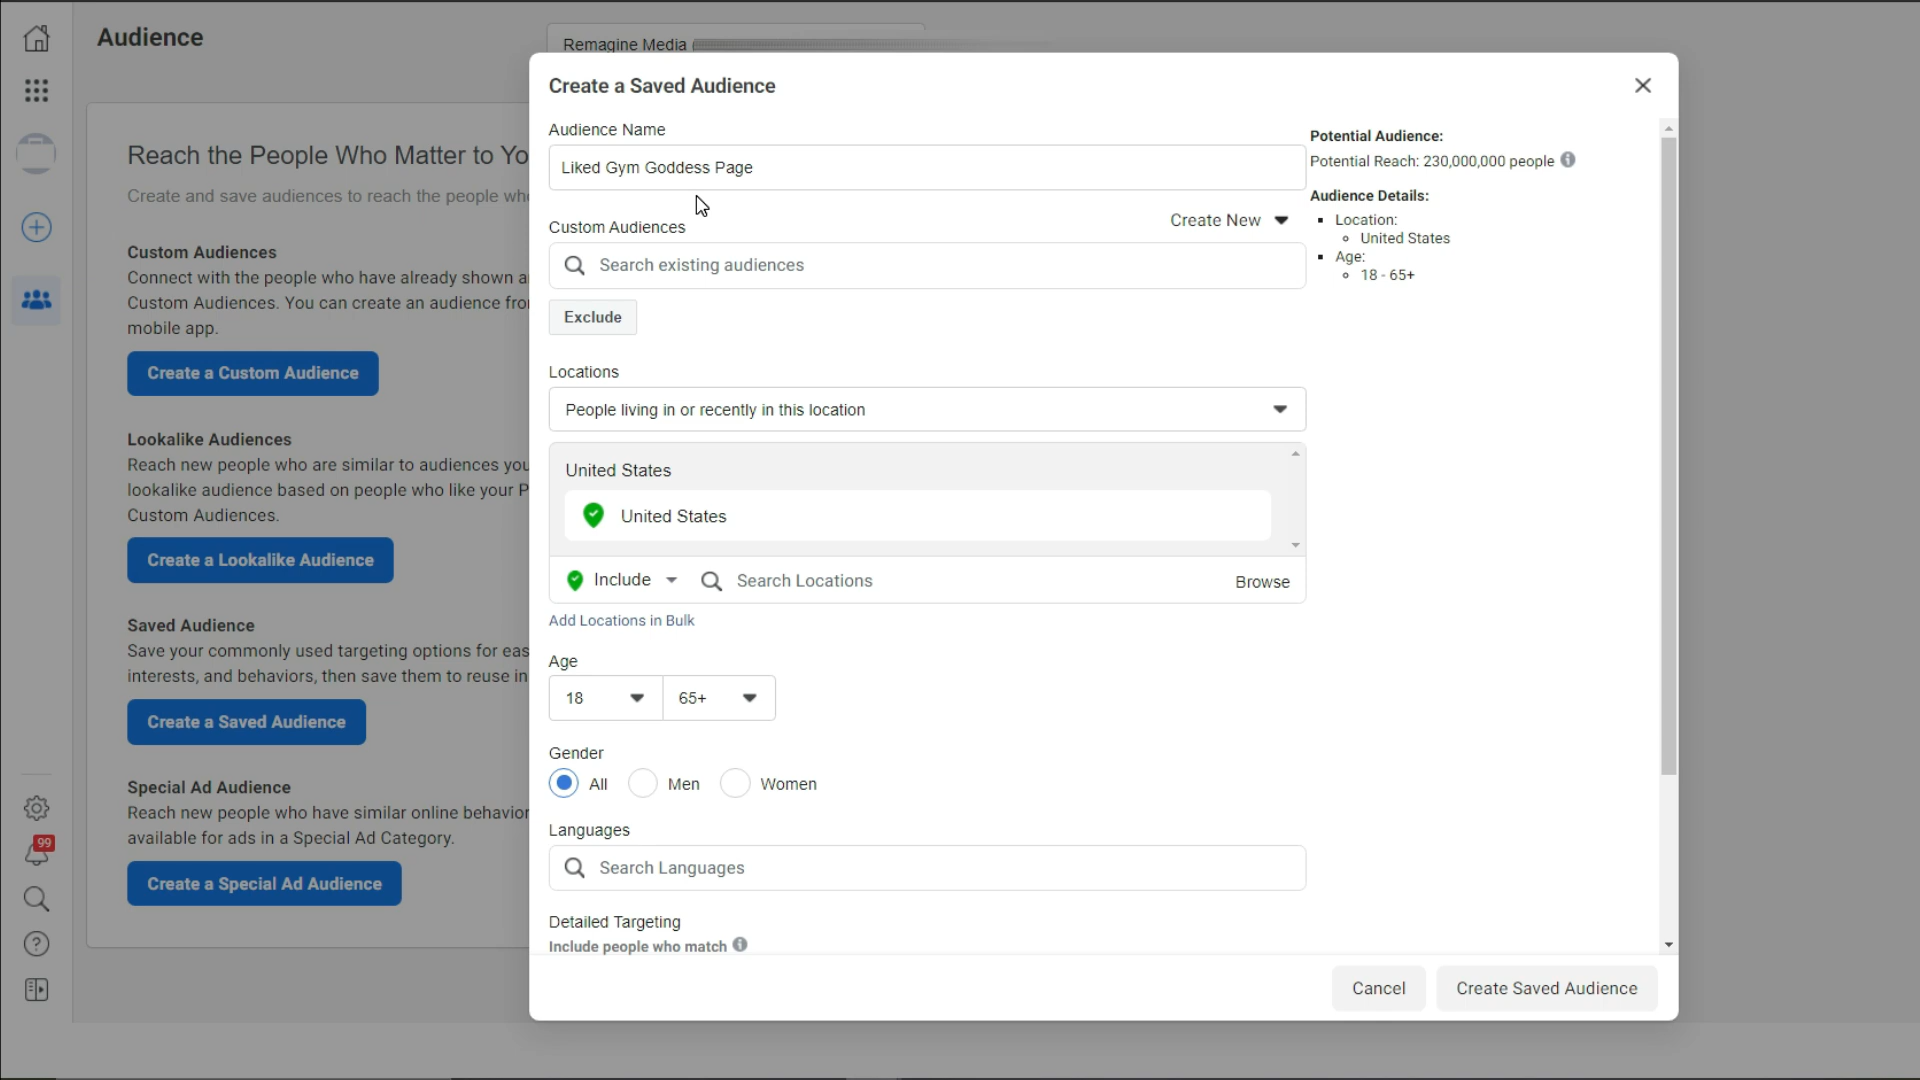 Audience
Remagine Media
Create a Saved Audience
Audience Name
Liked Gym Goddess Page
Custom Audiences
Create New
Search existing audiences
Exclude
Locations
People living in or recently in this location
United States
United States
Include
Search Locations
Browse
Add Locations in Bulk
Age
18
65+
Gender
All
Men
Women
Languages
Search Languages
Detailed Targeting
Include people who match
Potential Audience:
Potential Reach: 230,000,000 people
Audience Details:
Location:
United States
Age:
18 - 65+
Cancel
Create Saved Audience
Reach the People Who Matter to Yo
Create and save audiences to reach the people wh
Custom Audiences
Connect with the people who have already shown a
Custom Audiences. You can create an audience fro
mobile app.
Create a Custom Audience
Lookalike Audiences
Reach new people who are similar to audiences you
lookalike audience based on people who like your P
Custom Audiences.
Create a Lookalike Audience
Saved Audience
Save your commonly used targeting options for eas
interests, and behaviors, then save them to reuse in
Create a Saved Audience
Special Ad Audience
Reach new people who have similar online behavior
available for ads in a Special Ad Category.
Create a Special Ad Audience
99